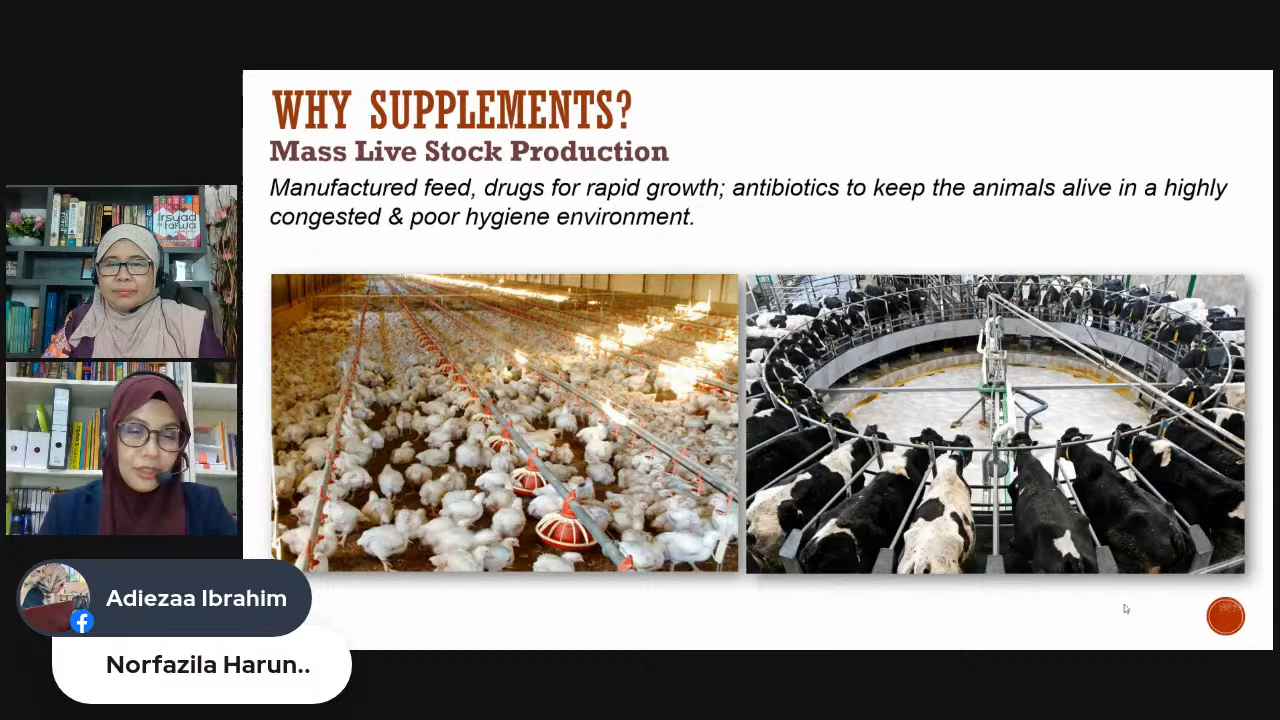 WHY SUPPLEMENTS?
Mass Live Stock Production
Manufactured feed, drugs for rapid growth; antibiotics to keep the animals alive in a highly
congested & poor hygiene environment.
Adiezaa Ibrahim
Norfazila Harun..